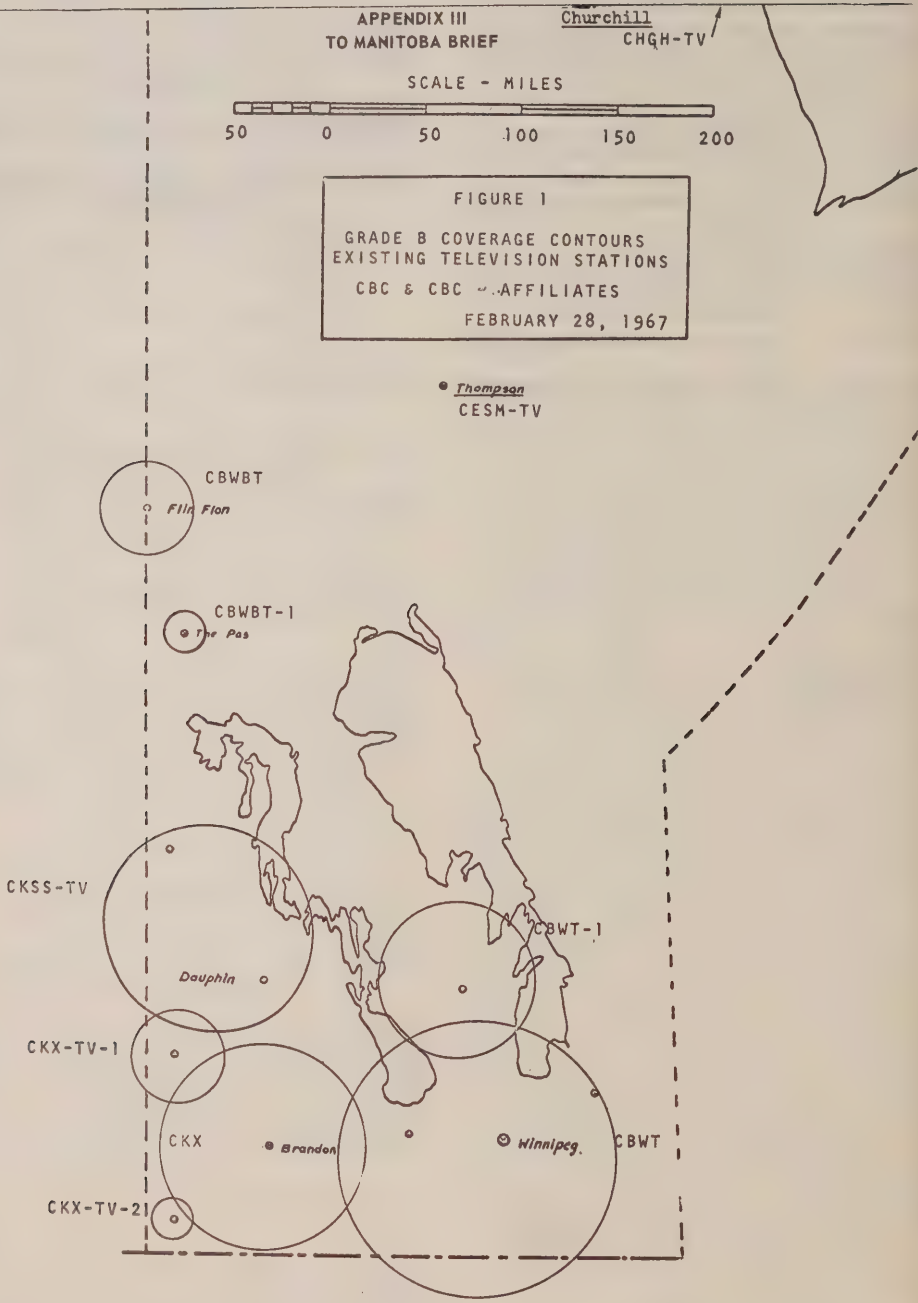 APPENDIX III
TO MANITOBA BRIEF
Churchill
CHGH-TV
SCALE - MILES
50 0 50 100 150 200
FIGURE 1
GRADE B COVERAGE CONTOURS
EXISTING TELEVISION STATIONS
CBC & CBC - AFFILIATES
FEBRUARY 28, 1967
Thompson
CESM-TV
CBWBT
Flin Flon
CBWBT-1
The Pas
CKSS-TV
CBWT-1
Dauphin
CKX-TV-1
CKX
Brandon
Winnipeg.
CBWT
CKX-TV-2